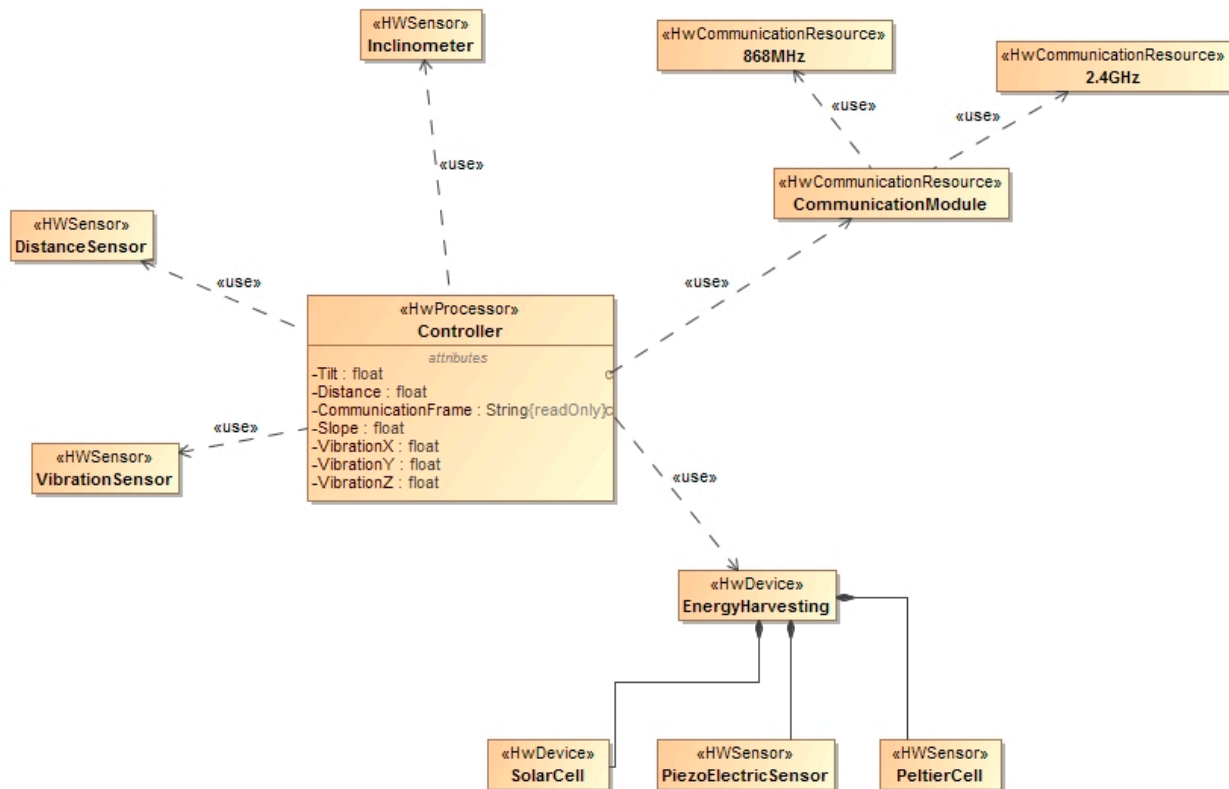 «HWSensor»
Inclinometer
«HwCommunicationResource»
868MHz
«HwCommunicationResource»
2.4GHz
«use»
«use»
«use»
«HwCommunicationResource»
CommunicationModule
«HWSensor»
DistanceSensor
«use»
«use»
«HwProcessor»
Controller
attributes
-Tilt : float
-Distance : float
-CommunicationFrame : String{readOnly}
-Slope : float
-VibrationX : float
-VibrationY : float
-VibrationZ : float
«use»
«HWSensor»
VibrationSensor
«use»
«HwDevice»
EnergyHarvesting
«HwDevice»
SolarCell
«HWSensor»
PiezoElectricSensor
«HWSensor»
PeltierCell